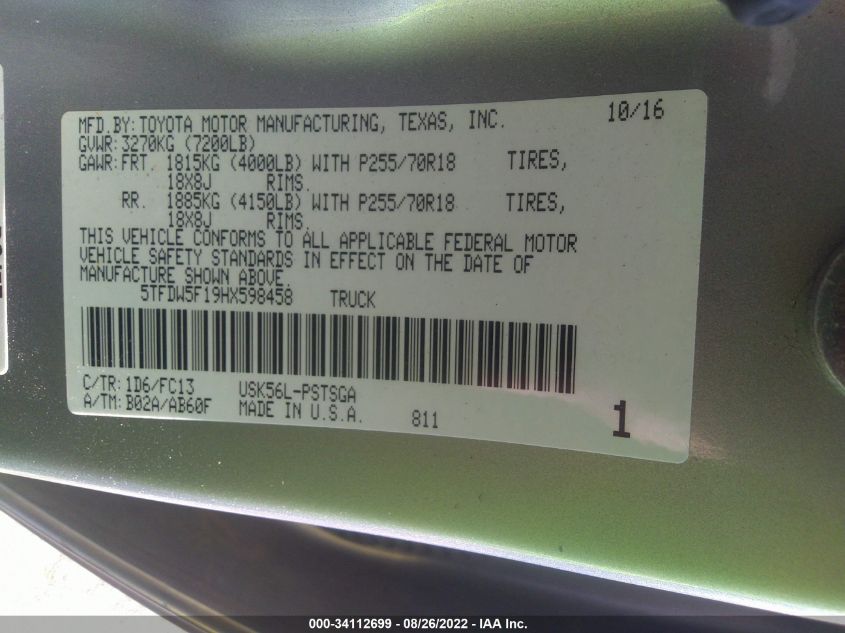 MFD.BY: TOYOTA MOTOR MANUFACTURING, TEXAS, INC. 10/16
GVWR: 3270KG (7200LB)
GAWR: FRT. 1815KG (4000LB) WITH P255/70R18 TIRES,
18X8J RIMS.
RR. 1885KG (4150LB) WITH P255/70R18 TIRES,
18X8J RIMS.
THIS VEHICLE CONFORMS TO ALL APPLICABLE FEDERAL MOTOR
VEHICLE SAFETY STANDARDS IN EFFECT ON THE DATE OF
MANUFACTURE SHOWN ABOVE.
5TFDW5F19HX598458 TRUCK
C/TR: 1D6/FC13 USK56L-PSTSGA
A/TM: B02A/AB60F MADE IN U.S.A. 811 1
000-34112699 - 08/26/2022 - IAA Inc.